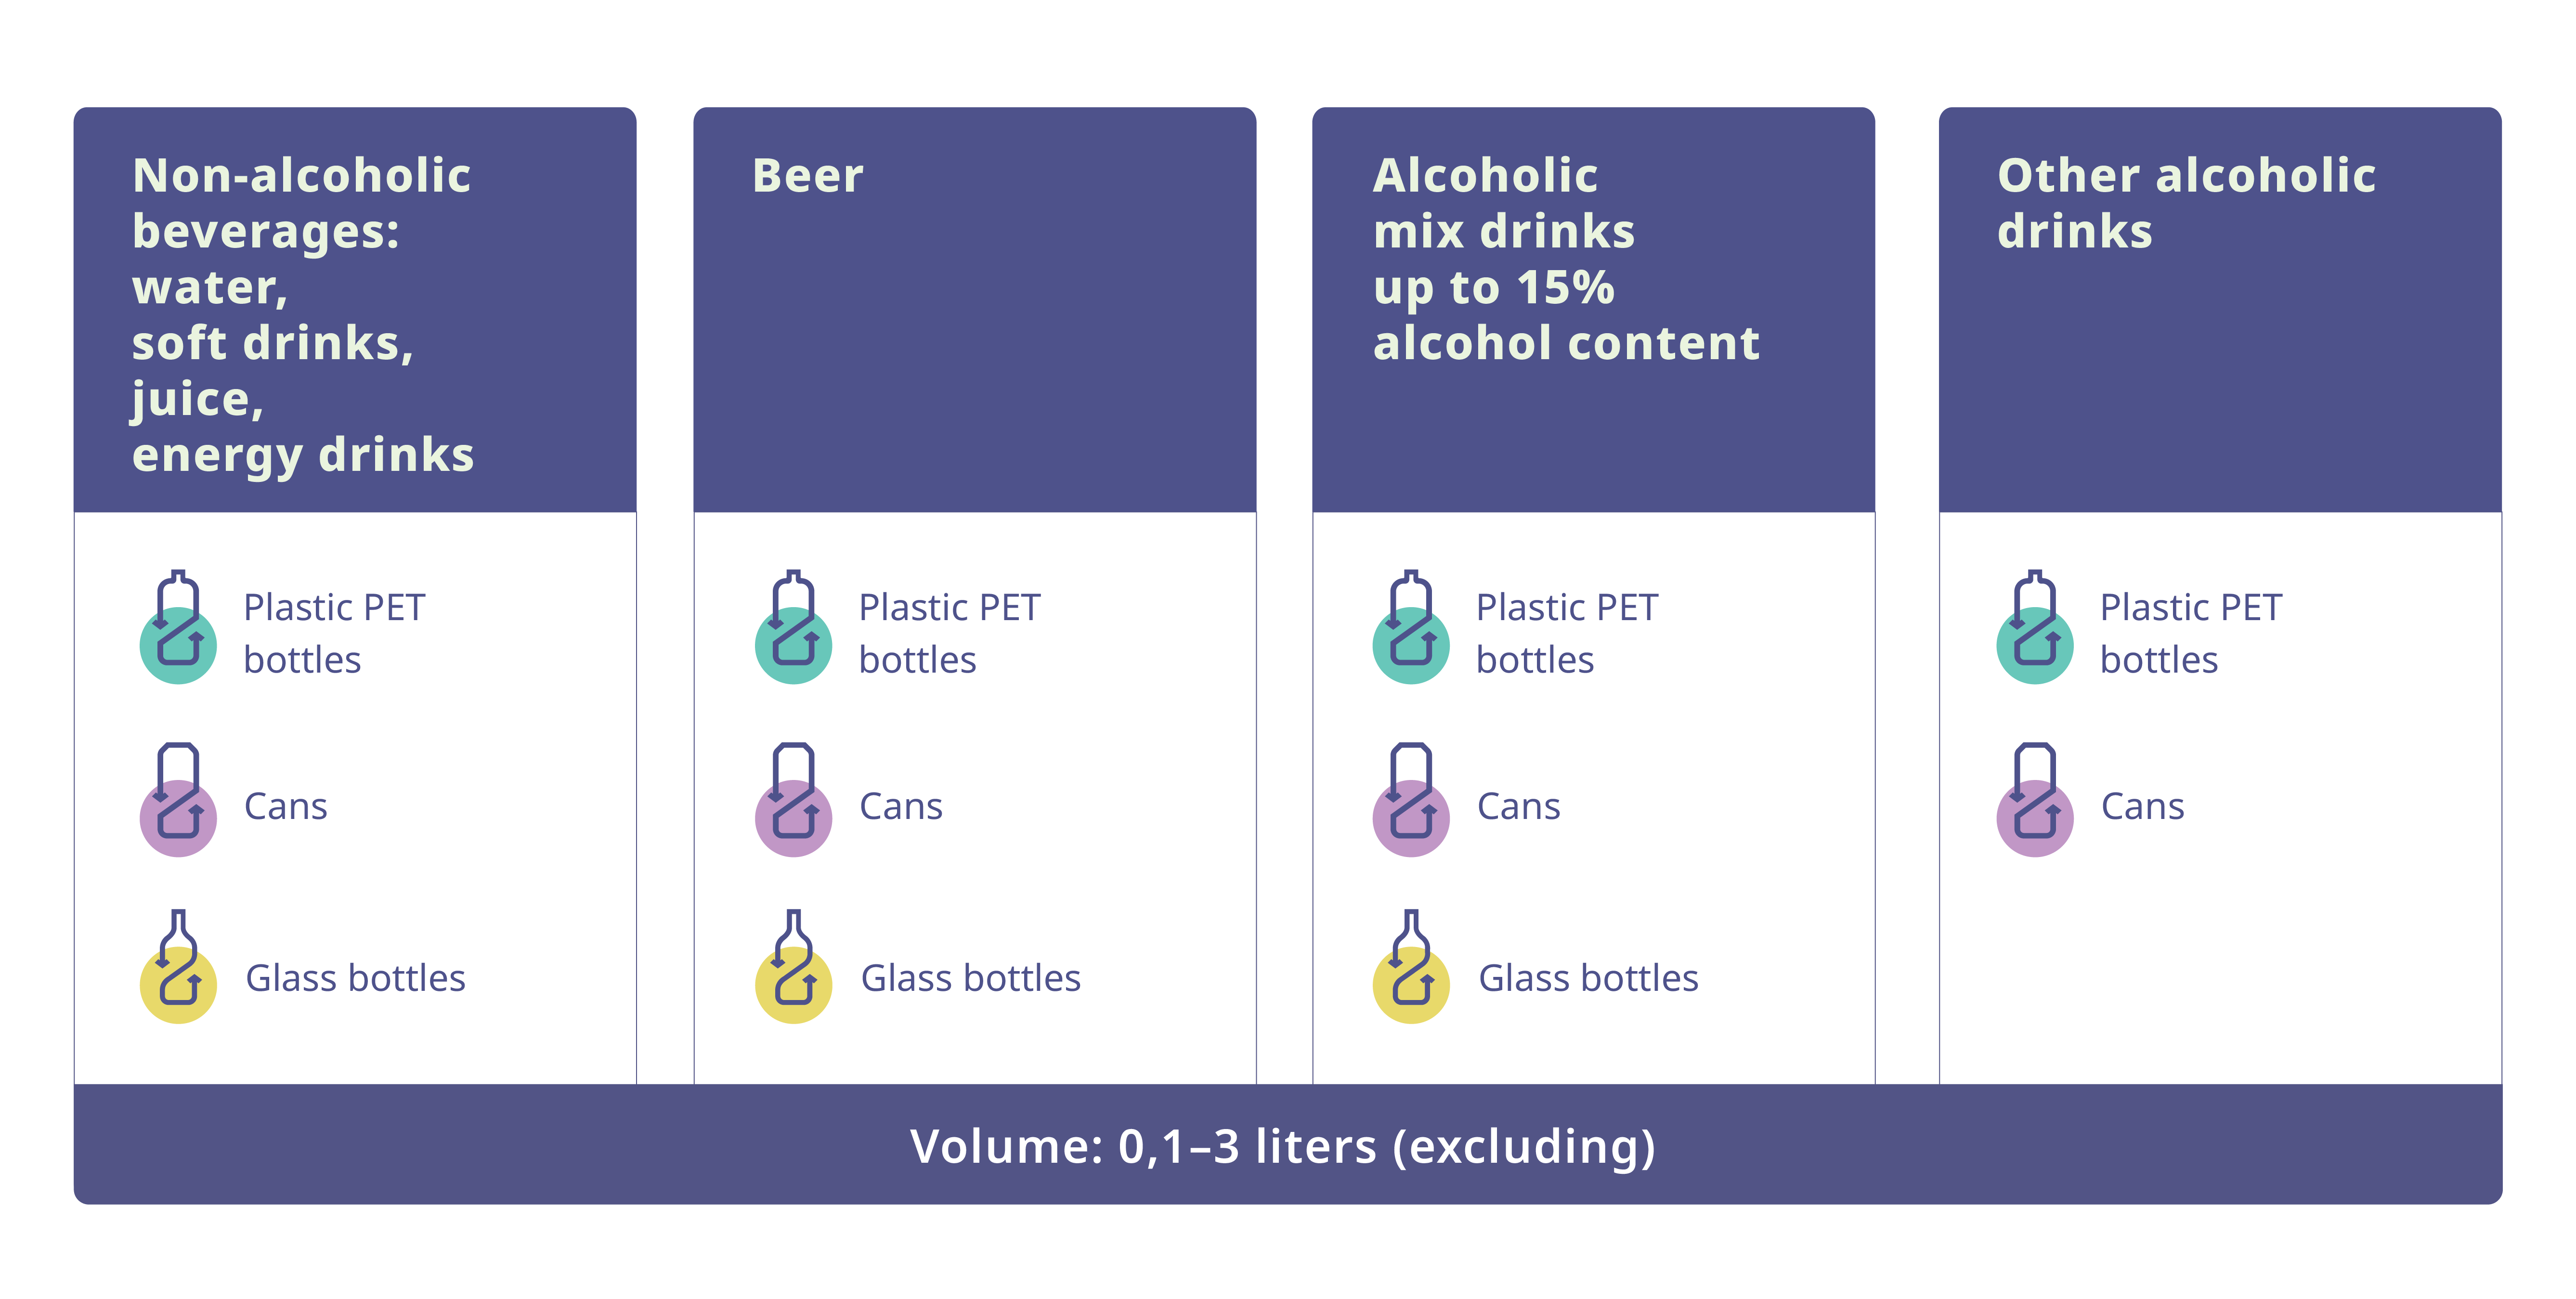 Non-alcoholic
beverages:
water,
soft drinks,
juice,
energy drinks
Plastic PET
bottles
Cans
Glass bottles
Beer
Plastic PET
bottles
Cans
Glass bottles
Alcoholic
mix drinks
up to 15%
alcohol content
Plastic PET
bottles
Cans
Glass bottles
Other alcoholic
drinks
Plastic PET
bottles
Cans
Volume: 0,1–3 liters (excluding)